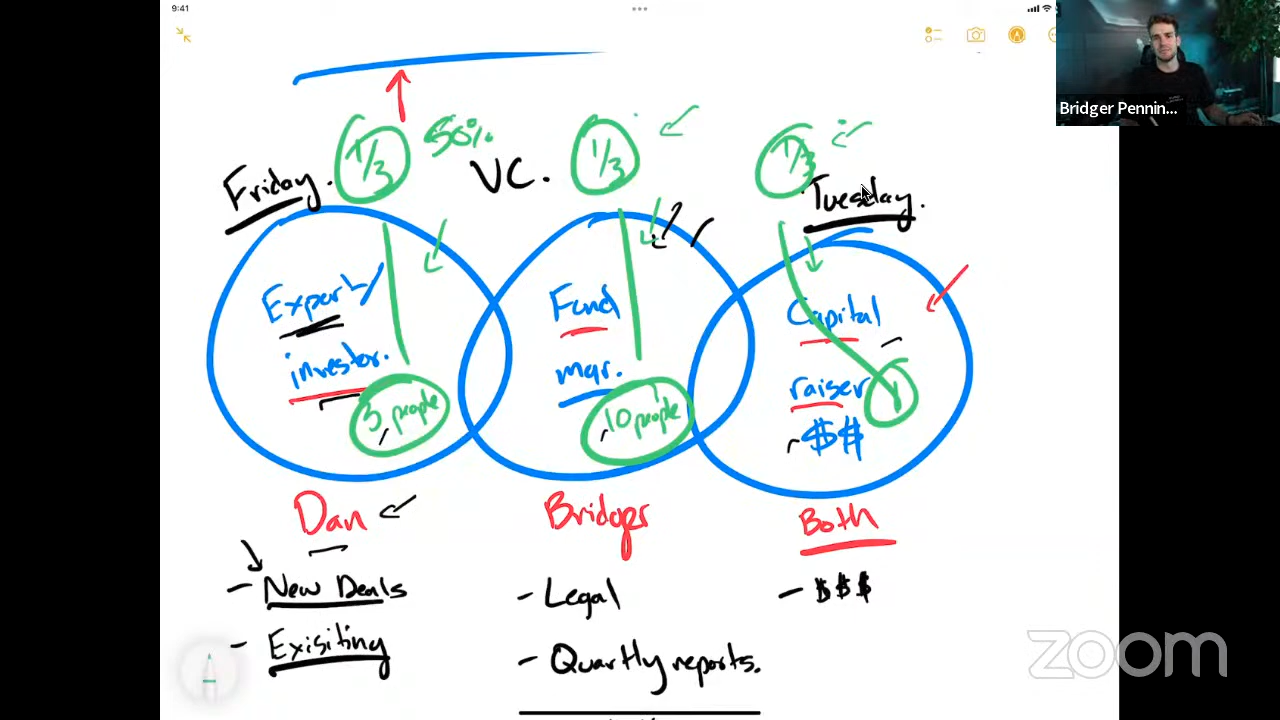 9:41
Bridger Pennin...
1/3
50%
1/3
1/3
Friday.
VC.
Tuesday.
Expert
investor.
3 people
Fund
mgr.
10 people
Capital
raiser
1
$$
Dan
Bridger
Both
- New Deals
- Legal
- $$$
- Exisiting
- Quartly reports.
zoom